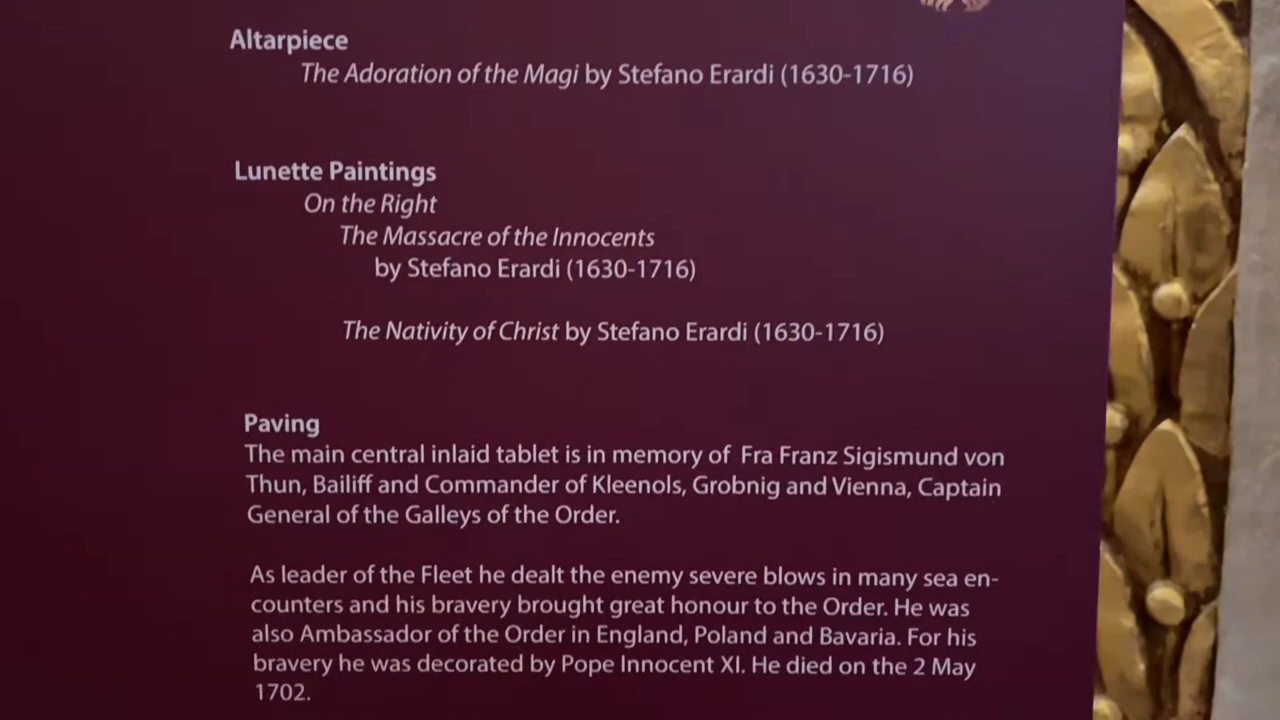 Altarpiece
The Adoration of the Magi by Stefano Erardi (1630-1716)
Lunette Paintings
On the Right
The Massacre of the Innocents
by Stefano Erardi (1630-1716)
The Nativity of Christ by Stefano Erardi (1630-1716)
Paving
The main central inlaid tablet is in memory of Fra Franz Sigismund von
Thun, Bailiff and Commander of Kleenols, Grobnig and Vienna, Captain
General of the Galleys of the Order.
As leader of the Fleet he dealt the enemy severe blows in many sea en-
counters and his bravery brought great honour to the Order. He was
also Ambassador of the Order in England, Poland and Bavaria. For his
bravery he was decorated by Pope Innocent XI. He died on the 2 May
1702.